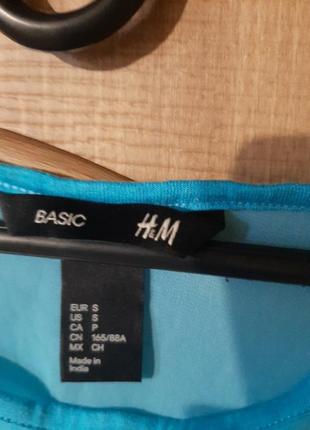 BASIC H&M
EUR S
US S
CA P
CN 165/88A
MX CH
Made in
India